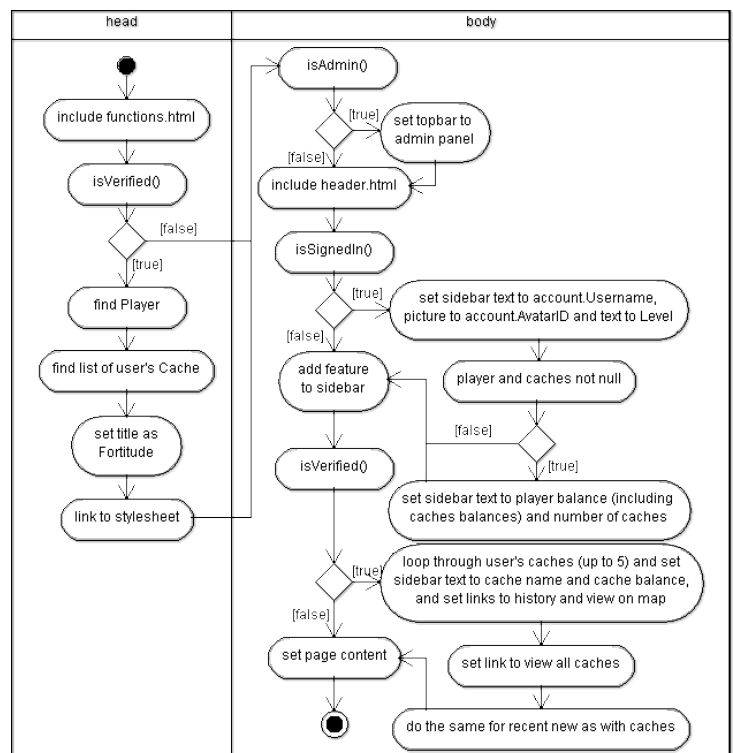 head
body
include functions.html
isVerified()
[false]
[true]
find Player
find list of user's Cache
set title as
Fortitude
link to stylesheet
isAdmin()
[true]
set topbar to
admin panel
[false]
include header.html
isSignedIn()
[true]
set sidebar text to account.Username,
picture to account.AvatarID and text to Level
[false]
add feature
to sidebar
player and caches not null
[false]
[true]
isVerified()
set sidebar text to player balance (including
caches balances) and number of caches
[true]
loop through user's caches (up to 5) and set
sidebar text to cache name and cache balance,
and set links to history and view on map
[false]
set page content
set link to view all caches
do the same for recent new as with caches